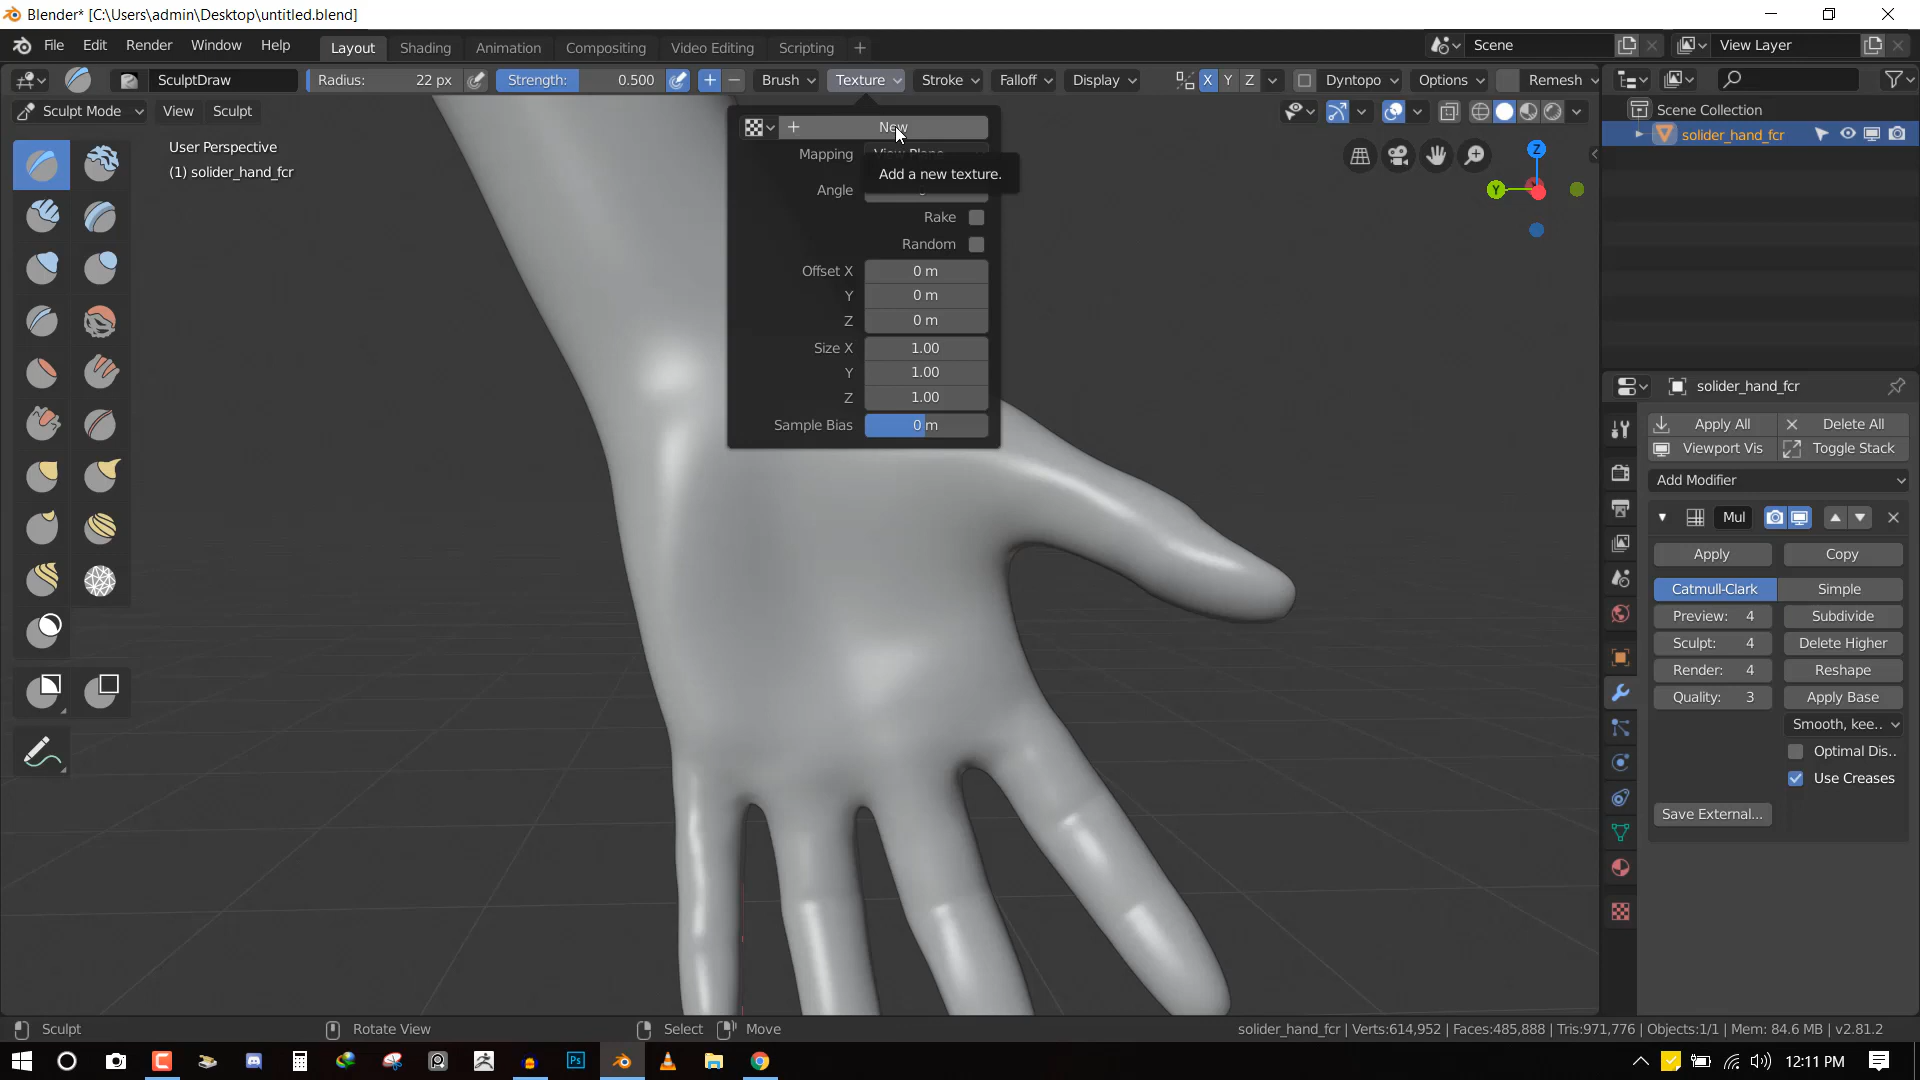 Blender* [C:\Users\admin\Desktop\untitled.blend]
File Edit Render Window Help Layout Shading Animation Compositing Video Editing Scripting + Scene View Layer
SculptDraw Radius: 22 px Strength: 0.500 + − Brush Texture Stroke Falloff Display X Y Z Dyntopo Options Remesh
Sculpt Mode View Sculpt
User Perspective
(1) solider_hand_fcr
+ New
Mapping
Add a new texture.
Angle
Rake
Random
Offset X 0 m
Y 0 m
Z 0 m
Size X 1.00
Y 1.00
Z 1.00
Sample Bias 0 m
Z
Y
Scene Collection
solider_hand_fcr
solider_hand_fcr
Apply All Delete All
Viewport Vis Toggle Stack
Add Modifier
Mul
Apply Copy
Catmull-Clark Simple
Preview: 4 Subdivide
Sculpt: 4 Delete Higher
Render: 4 Reshape
Quality: 3 Apply Base
Smooth, kee..
Optimal Dis..
Use Creases
Save External...
Sculpt Rotate View Select Move solider_hand_fcr | Verts:614,952 | Faces:485,888 | Tris:971,776 | Objects:1/1 | Mem: 84.6 MB | v2.81.2
Ps 12:11 PM